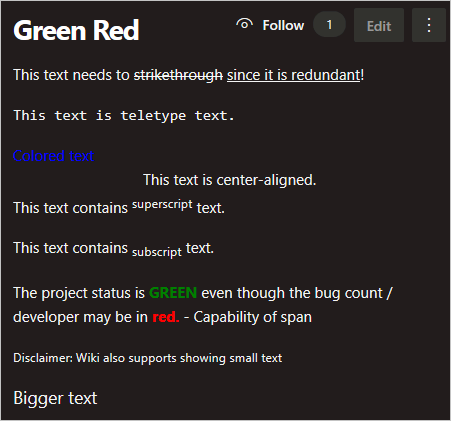 Green Red
Follow 1 Edit
This text needs to strikethrough since it is redundant!
This text is teletype text.
Colored text
This text is center-aligned.
This text contains superscript text.
This text contains subscript text.
The project status is GREEN even though the bug count /
developer may be in red. - Capability of span
Disclaimer: Wiki also supports showing small text
Bigger text